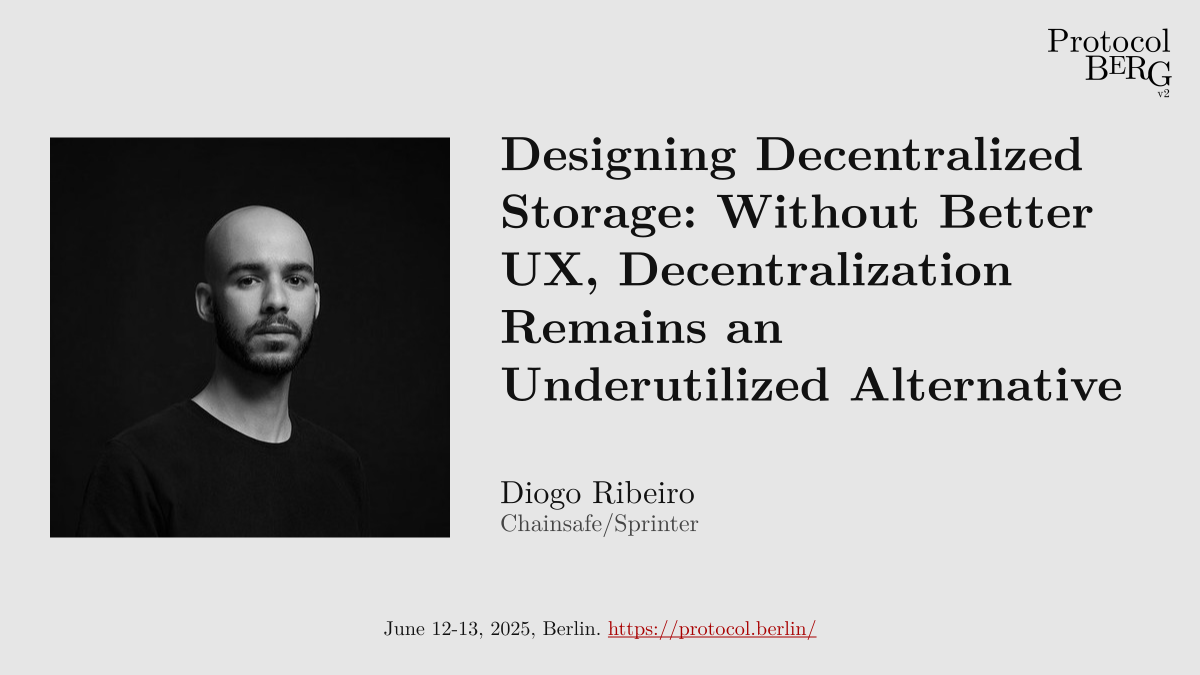 Protocol
BERG
v2
Designing Decentralized
Storage: Without Better
UX, Decentralization
Remains an
Underutilized Alternative
Diogo Ribeiro
Chainsafe/Sprinter
June 12-13, 2025, Berlin. https://protocol.berlin/